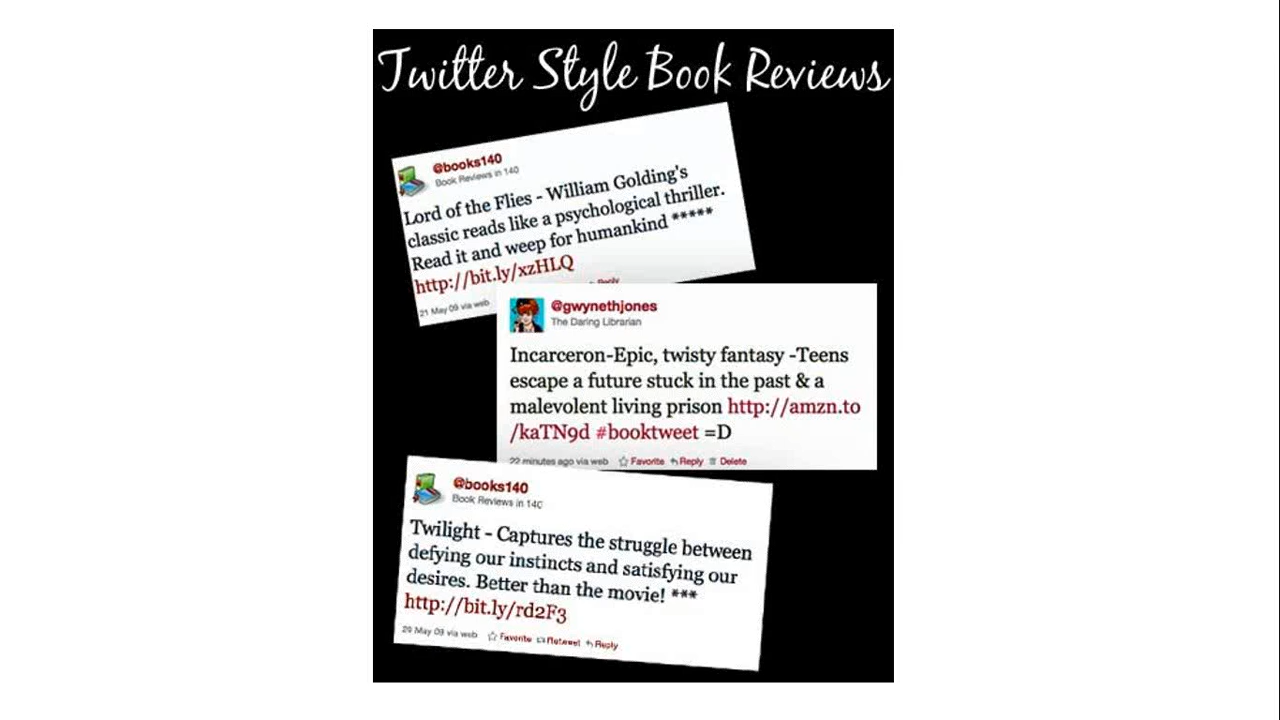 Twitter Style Book Reviews
@books140
Book Reviews in 140
Lord of the Flies - William Golding's
classic reads like a psychological thriller.
Read it and weep for humankind *****
http://bit.ly/xzHLQ
21 May 09 via web Reply
@gwynethjones
The Daring Librarian
Incarceron-Epic, twisty fantasy -Teens
escape a future stuck in the past & a
malevolent living prison http://amzn.to
/kaTN9d #booktweet =D
22 minutes ago via web Favorite Reply Delete
@books140
Book Reviews in 140
Twilight - Captures the struggle between
defying our instincts and satisfying our
desires. Better than the movie! ***
http://bit.ly/rd2F3
29 May 09 via web Favorite Retweet Reply